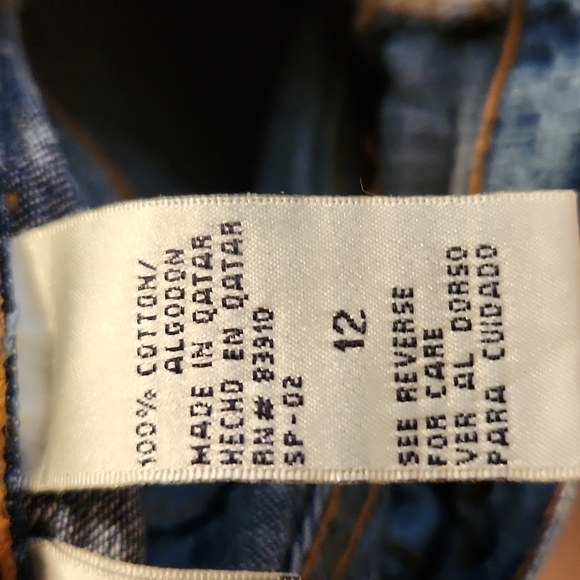 100% COTTON/
ALGODON
MADE IN QATAR
HECHO EN QATAR
RN# 83910
SP-02
12
SEE REVERSE
FOR CARE
VER AL DORSO
PARA CUIDADO